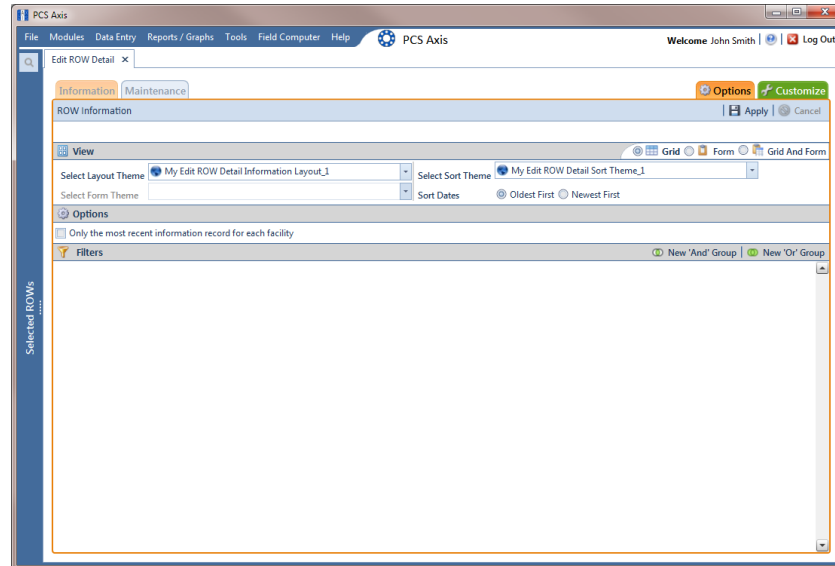 PCS Axis
File Modules Data Entry Reports / Graphs Tools Field Computer Help PCS Axis Welcome John Smith | | Log Out
Edit ROW Detail ×
Information Maintenance Options Customize
ROW Information | Apply | Cancel
View Grid Form Grid And Form
Select Layout Theme My Edit ROW Detail Information Layout_1 Select Sort Theme My Edit ROW Detail Sort Theme_1
Select Form Theme Sort Dates Oldest First Newest First
Options
Only the most recent information record for each facility
Filters New 'And' Group | New 'Or' Group
Selected ROWs